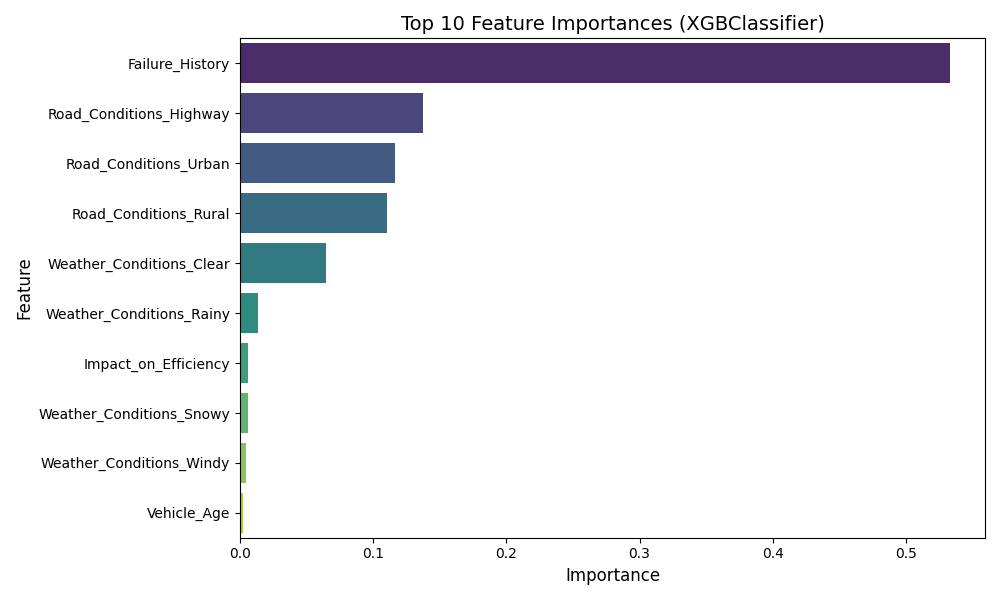 Top 10 Feature Importances (XGBClassifier)
Feature
Failure_History
Road_Conditions_Highway
Road_Conditions_Urban
Road_Conditions_Rural
Weather_Conditions_Clear
Weather_Conditions_Rainy
Impact_on_Efficiency
Weather_Conditions_Snowy
Weather_Conditions_Windy
Vehicle_Age
0.0 0.1 0.2 0.3 0.4 0.5
Importance